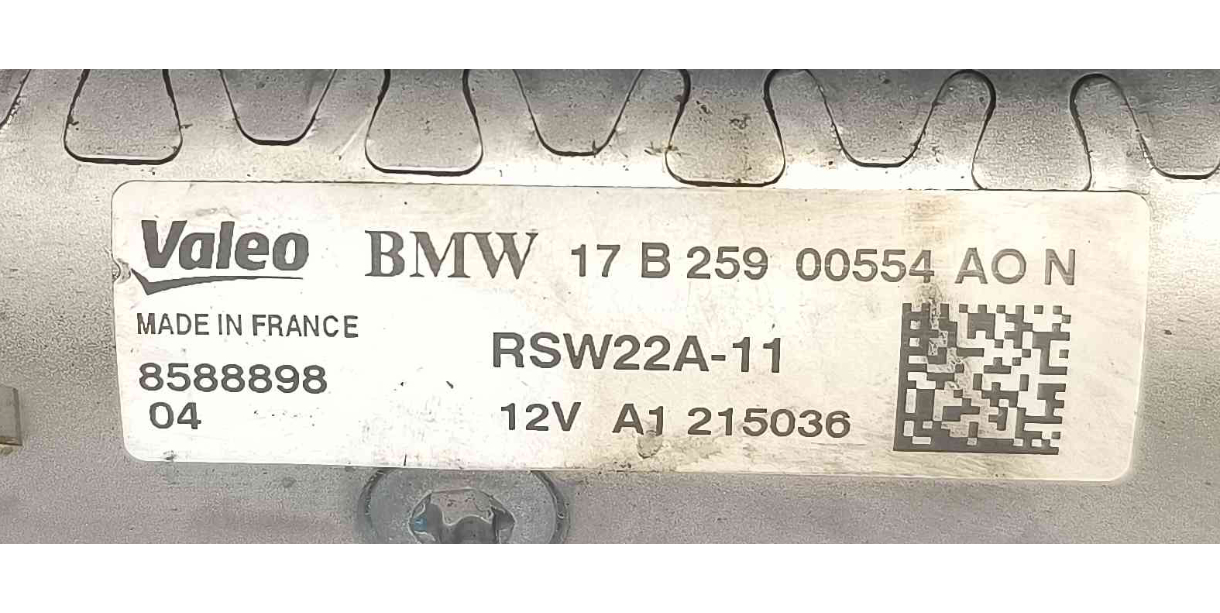 Valeo BMW 17 B 259 00554 AO N
MADE IN FRANCE
RSW22A-11
8588898
04 12V A1 215036